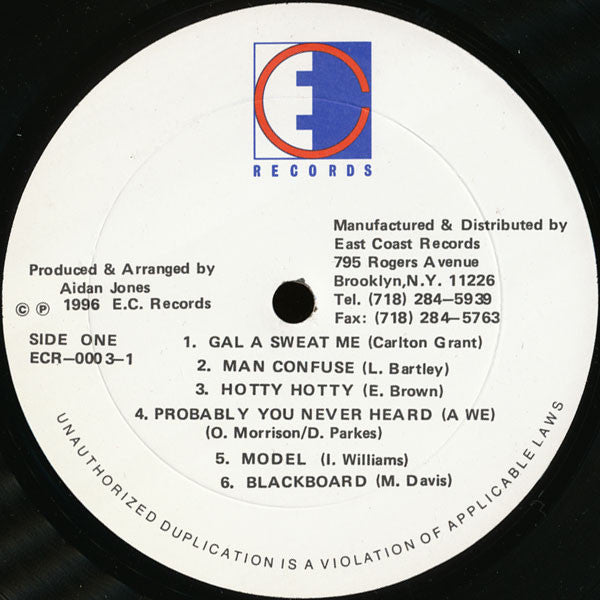 EC
RECORDS
Manufactured & Distributed by
East Coast Records
795 Rogers Avenue
Brooklyn,N.Y. 11226
Tel. (718) 284-5939
Fax: (718) 284-5763
Produced & Arranged by
Aidan Jones
© ℗ 1996 E.C. Records
SIDE ONE
ECR-0003-1
1. GAL A SWEAT ME (Carlton Grant)
2. MAN CONFUSE (L. Bartley)
3. HOTTY HOTTY (E. Brown)
4. PROBABLY YOU NEVER HEARD (A WE)
(O. Morrison/D. Parkes)
5. MODEL (I. Williams)
6. BLACKBOARD (M. Davis)
UNAUTHORIZED DUPLICATION IS A VIOLATION OF APPLICABLE LAWS